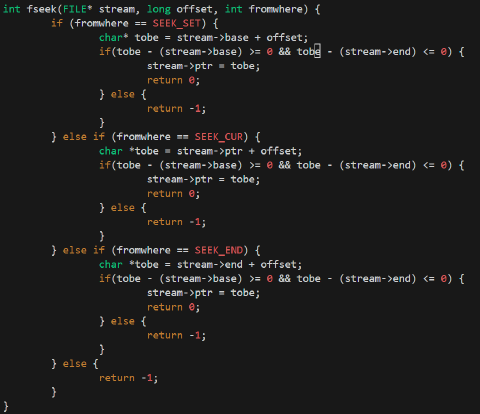 int fseek(FILE* stream, long offset, int fromwhere) {
        if (fromwhere == SEEK_SET) {
                char* tobe = stream->base + offset;
                if(tobe - (stream->base) >= 0 && tobe - (stream->end) <= 0) {
                        stream->ptr = tobe;
                        return 0;
                } else {
                        return -1;
                }
        } else if (fromwhere == SEEK_CUR) {
                char *tobe = stream->ptr + offset;
                if(tobe - (stream->base) >= 0 && tobe - (stream->end) <= 0) {
                        stream->ptr = tobe;
                        return 0;
                } else {
                        return -1;
                }
        } else if (fromwhere == SEEK_END) {
                char *tobe = stream->end + offset;
                if(tobe - (stream->base) >= 0 && tobe - (stream->end) <= 0) {
                        stream->ptr = tobe;
                        return 0;
                } else {
                        return -1;
                }
        } else {
                return -1;
        }
}